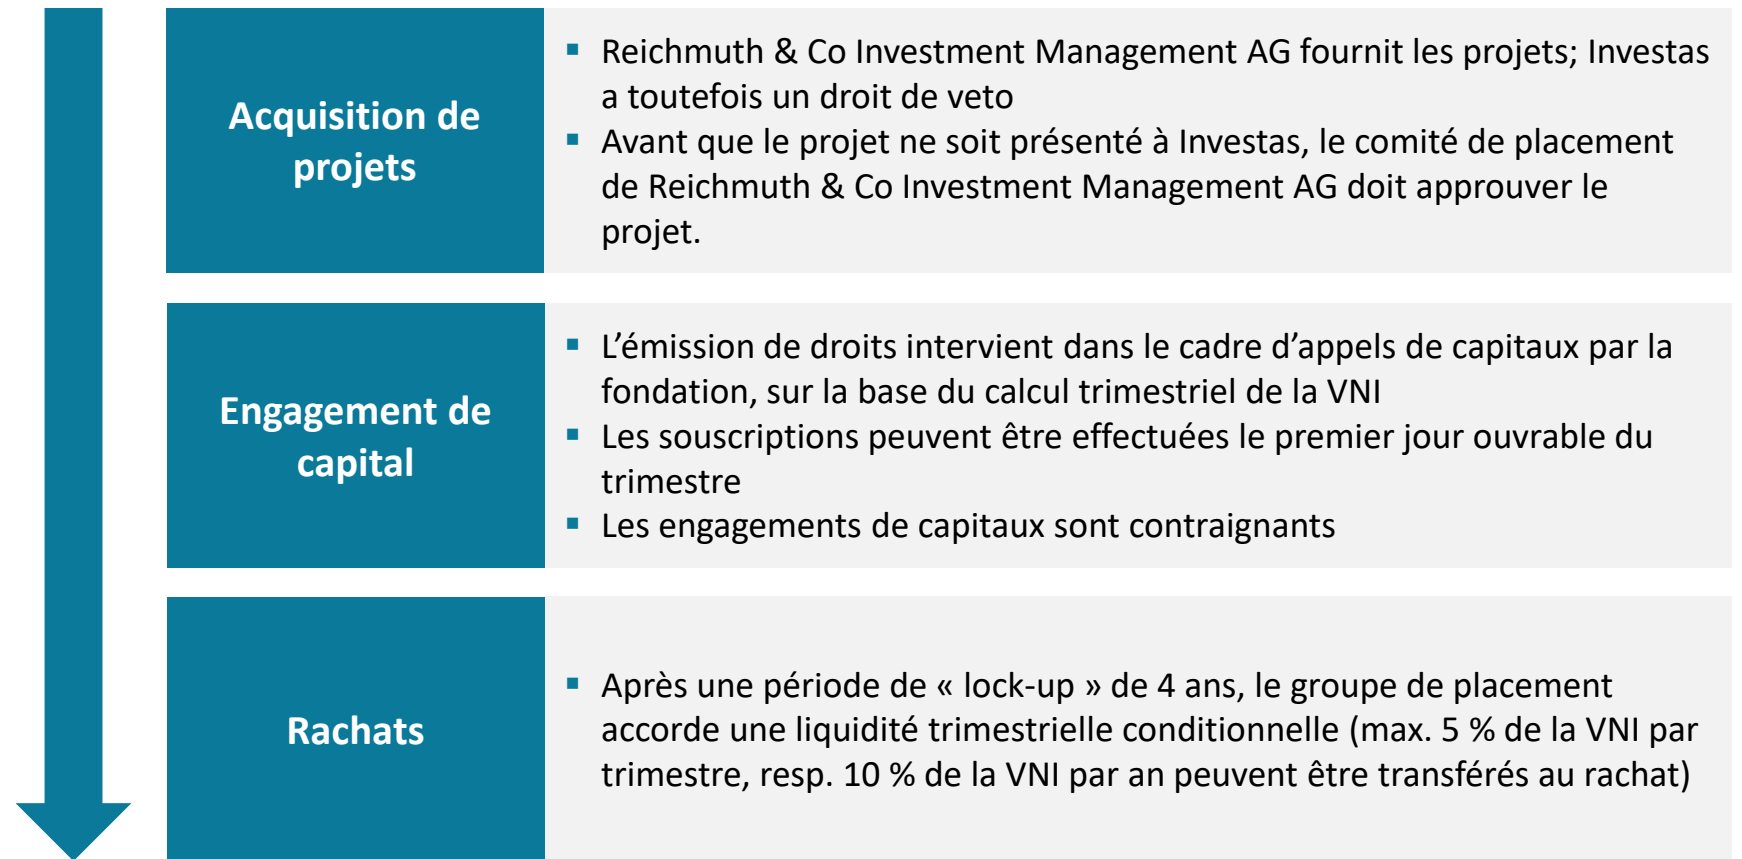 Acquisition de
projets
▪ Reichmuth & Co Investment Management AG fournit les projets; Investas
a toutefois un droit de veto
▪ Avant que le projet ne soit présenté à Investas, le comité de placement
de Reichmuth & Co Investment Management AG doit approuver le
projet.
Engagement de
capital
▪ L’émission de droits intervient dans le cadre d’appels de capitaux par la
fondation, sur la base du calcul trimestriel de la VNI
▪ Les souscriptions peuvent être effectuées le premier jour ouvrable du
trimestre
▪ Les engagements de capitaux sont contraignants
Rachats
▪ Après une période de « lock-up » de 4 ans, le groupe de placement
accorde une liquidité trimestrielle conditionnelle (max. 5 % de la VNI par
trimestre, resp. 10 % de la VNI par an peuvent être transférés au rachat)